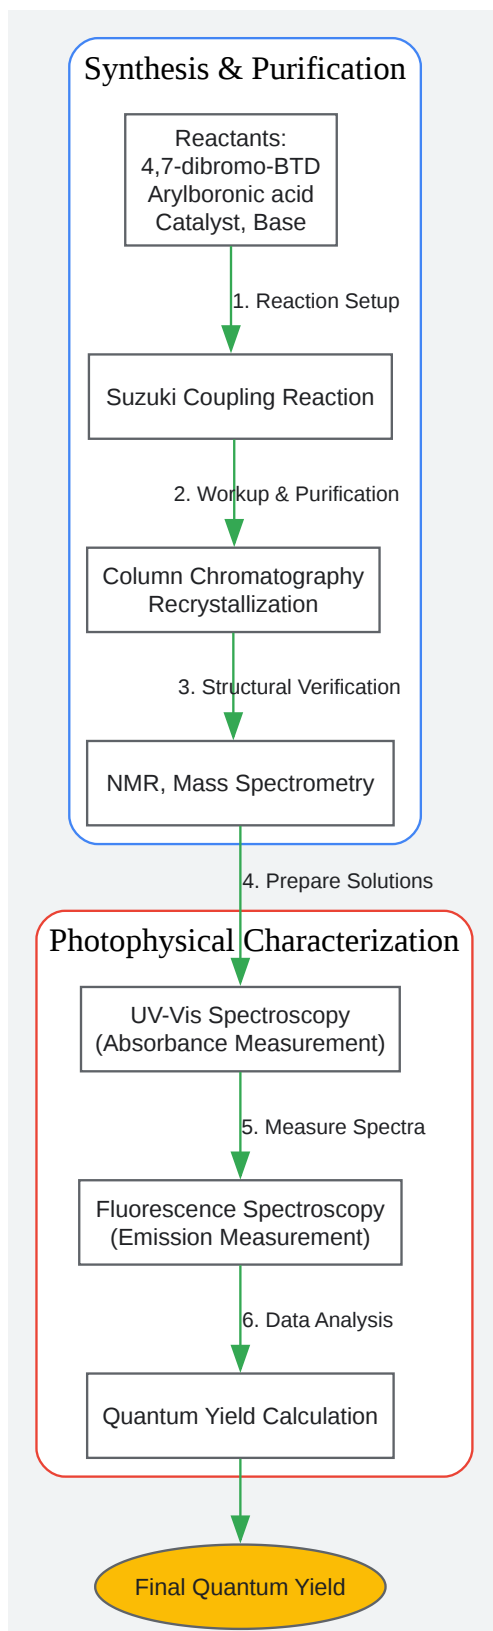 Synthesis & Purification
Reactants:
4,7-dibromo-BTD
Arylboronic acid
Catalyst, Base
1. Reaction Setup
Suzuki Coupling Reaction
2. Workup & Purification
Column Chromatography
Recrystallization
3. Structural Verification
NMR, Mass Spectrometry
4. Prepare Solutions
Photophysical Characterization
UV-Vis Spectroscopy
(Absorbance Measurement)
5. Measure Spectra
Fluorescence Spectroscopy
(Emission Measurement)
6. Data Analysis
Quantum Yield Calculation
Final Quantum Yield